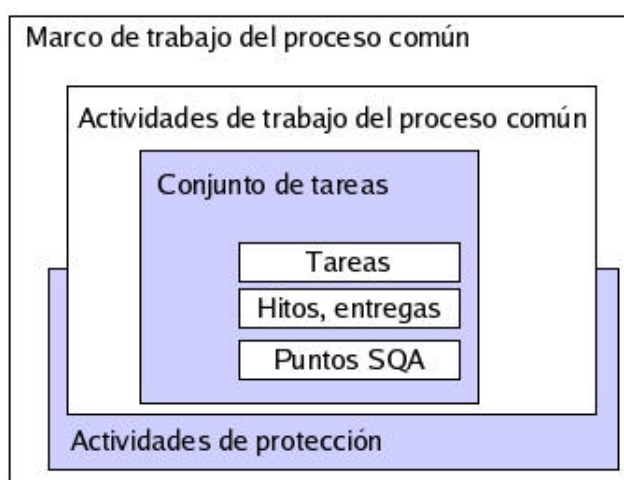 Marco de trabajo del proceso común
Actividades de trabajo del proceso común
Conjunto de tareas
Tareas
Hitos, entregas
Puntos SQA
Actividades de protección